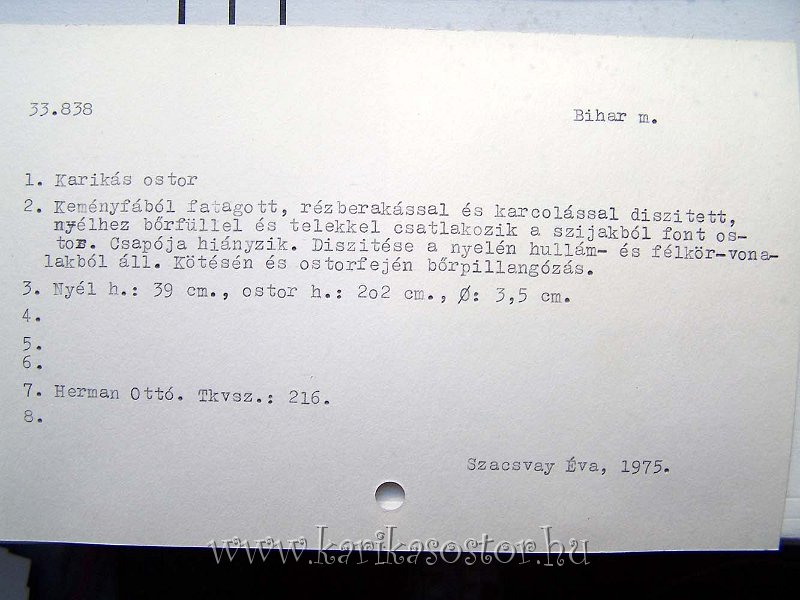 33.838
Bihar m.
1. Karikás ostor
2. Keményfából fatagott, rézberakással és karcolással diszitett,
nyélhez bőrfüllel és telekkel csatlakozik a szijakból font os-
tor. Csapója hiányzik. Diszitése a nyelén hullám- és félkör-vona-
lakból áll. Kötésén és ostorfején bőrpillangózás.
3. Nyél h.: 39 cm., ostor h.: 2o2 cm., Ø: 3,5 cm.
4.
5.
6.
7. Herman Ottó. Tkvsz.: 216.
8.
Szacsvay Éva, 1975.
www.karikasostor.hu